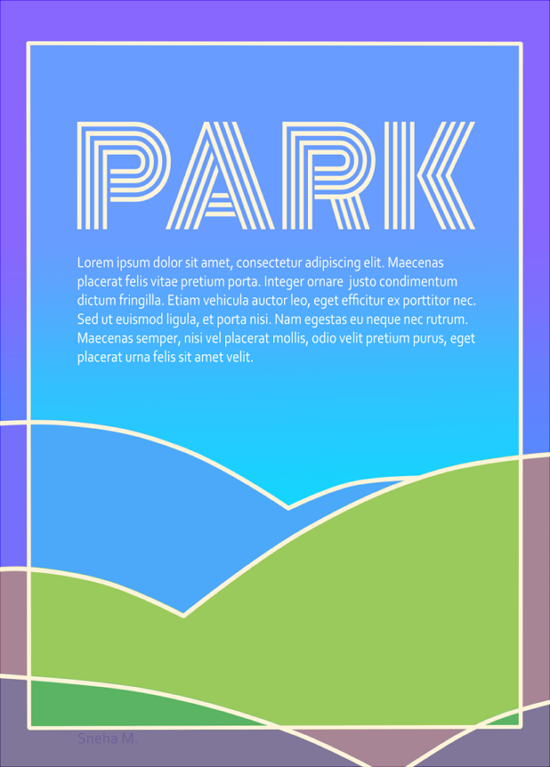 PARK
Lorem ipsum dolor sit amet, consectetur adipiscing elit. Maecenas
placerat felis vitae pretium porta. Integer ornare  justo condimentum
dictum fringilla. Etiam vehicula auctor leo, eget efficitur ex porttitor nec.
Sed ut euismod ligula, et porta nisi. Nam egestas eu neque nec rutrum.
Maecenas semper, nisi vel placerat mollis, odio velit pretium purus, eget
placerat urna felis sit amet velit.
Sneha M.